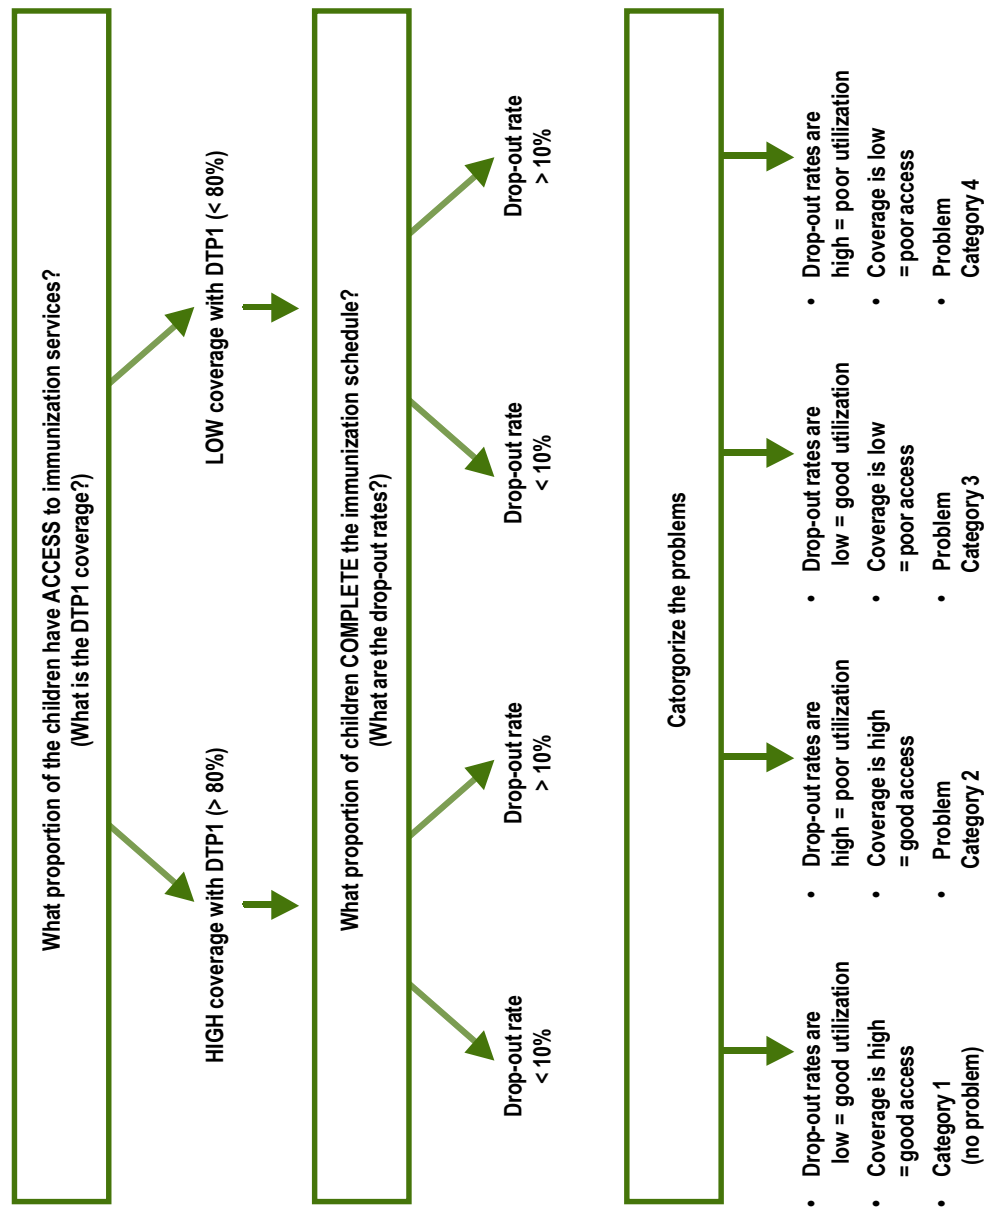 What proportion of the children have ACCESS to immunization services?
(What is the DTP1 coverage?)
HIGH coverage with DTP1 (> 80%)
LOW coverage with DTP1 (< 80%)
What proportion of children COMPLETE the immunization schedule?
(What are the drop-out rates?)
Drop-out rate
< 10%
Drop-out rate
> 10%
Drop-out rate
< 10%
Drop-out rate
> 10%
Catorgorize the problems
• Drop-out rates are
low = good utilization
• Coverage is high
= good access
• Category 1
(no problem)
• Drop-out rates are
high = poor utilization
• Coverage is high
= good access
• Problem
Category 2
• Drop-out rates are
low = good utilization
• Coverage is low
= poor access
• Problem
Category 3
• Drop-out rates are
high = poor utilization
• Coverage is low
= poor access
• Problem
Category 4